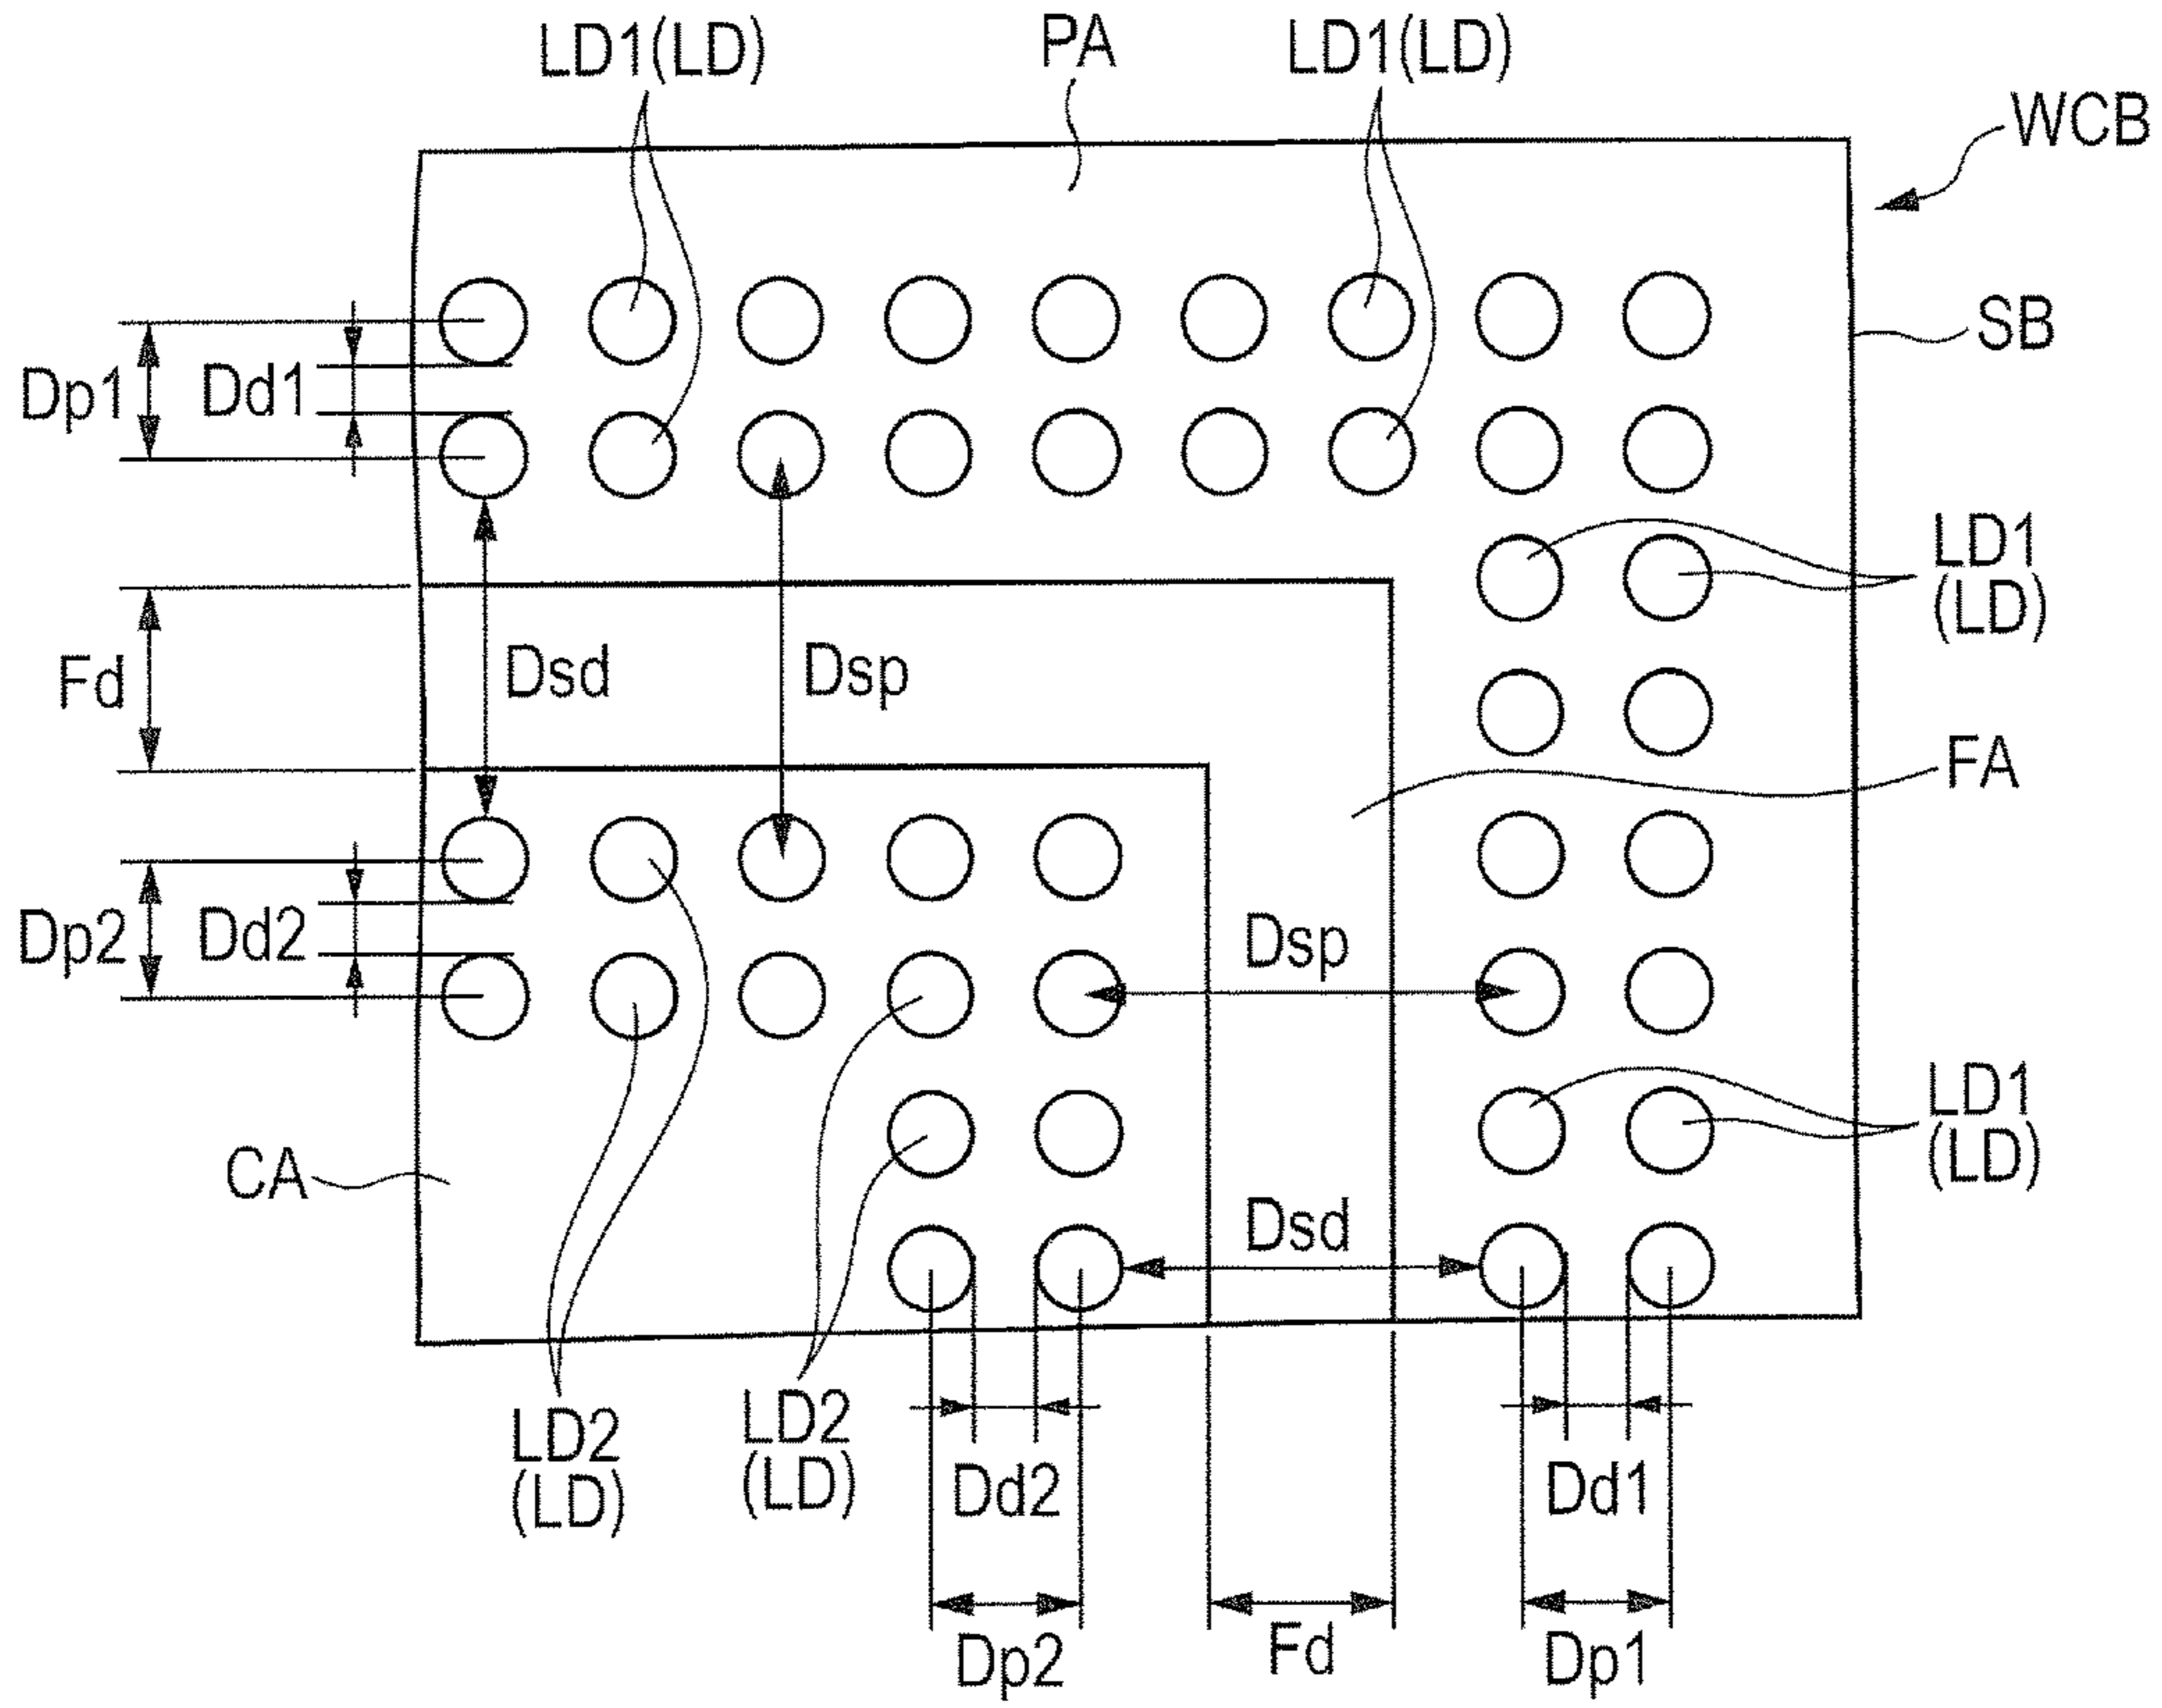 LD1(LD)
PA
LD1(LD)
WCB
SB
Dp1
Dd1
LD1
(LD)
Fd
Dsd
Dsp
FA
Dp2
Dd2
Dsp
CA
LD1
(LD)
Dsd
LD2
(LD)
LD2
(LD)
Dd2
Dd1
Dp2
Fd
Dp1